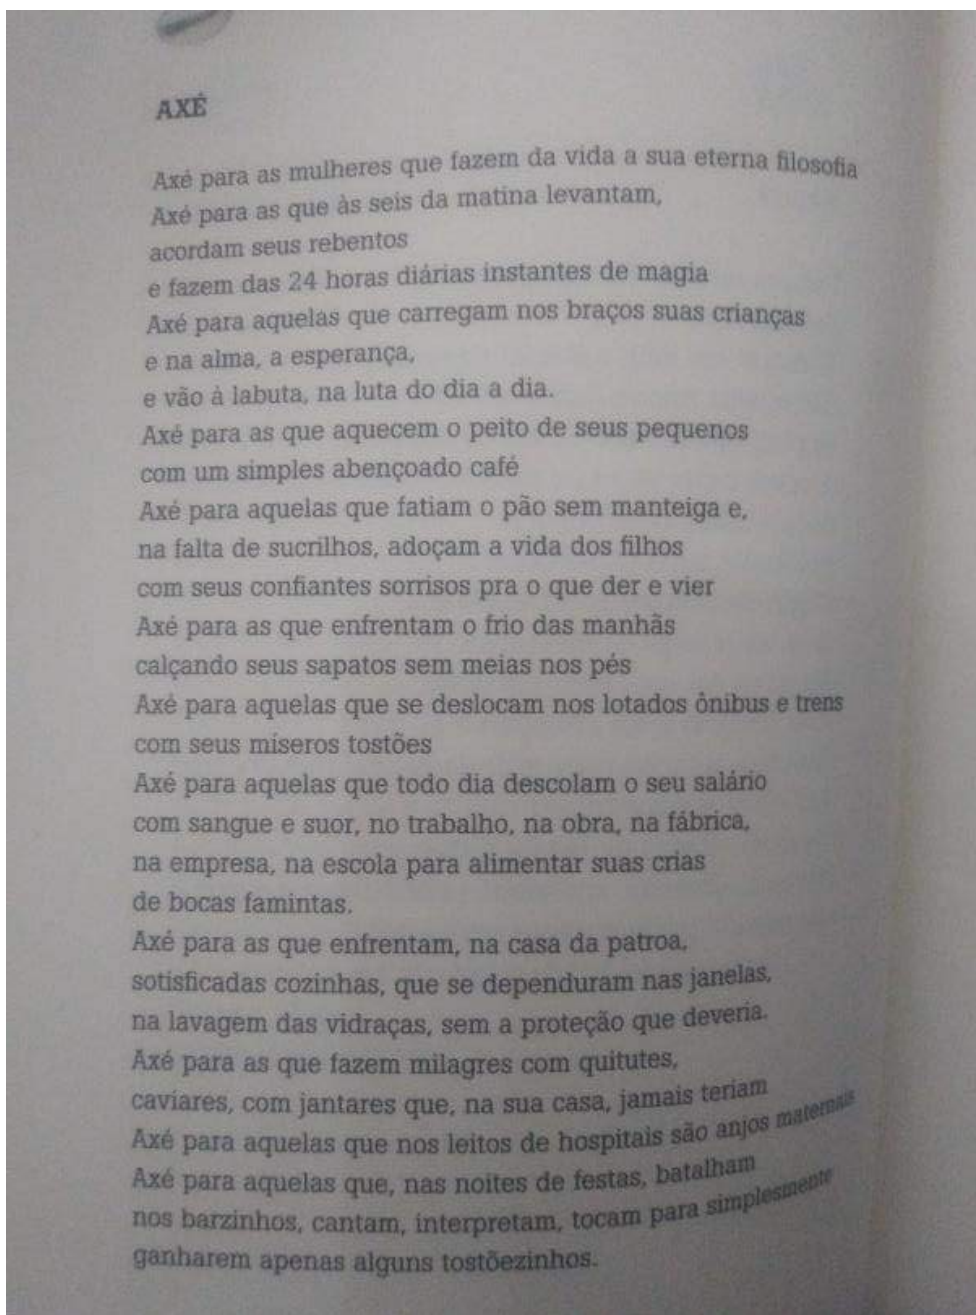 AXÉ
Axé para as mulheres que fazem da vida a sua eterna filosofia
Axé para as que às seis da matina levantam,
acordam seus rebentos
e fazem das 24 horas diárias instantes de magia
Axé para aquelas que carregam nos braços suas crianças
e na alma, a esperança,
e vão à labuta, na luta do dia a dia.
Axé para as que aquecem o peito de seus pequenos
com um simples abençoado café
Axé para aquelas que fatiam o pão sem manteiga e,
na falta de sucrilhos, adoçam a vida dos filhos
com seus confiantes sorrisos pra o que der e vier
Axé para as que enfrentam o frio das manhãs
calçando seus sapatos sem meias nos pés
Axé para aquelas que se deslocam nos lotados ônibus e trens
com seus míseros tostões
Axé para aquelas que todo dia descolam o seu salário
com sangue e suor, no trabalho, na obra, na fábrica,
na empresa, na escola para alimentar suas crias
de bocas famintas.
Axé para as que enfrentam, na casa da patroa,
sotisficadas cozinhas, que se dependuram nas janelas,
na lavagem das vidraças, sem a proteção que deveria.
Axé para as que fazem milagres com quitutes,
caviares, com jantares que, na sua casa, jamais teriam
Axé para aquelas que nos leitos de hospitais são anjos maternais
Axé para aquelas que, nas noites de festas, batalham
nos barzinhos, cantam, interpretam, tocam para simplesmente
ganharem apenas alguns tostõezinhos.